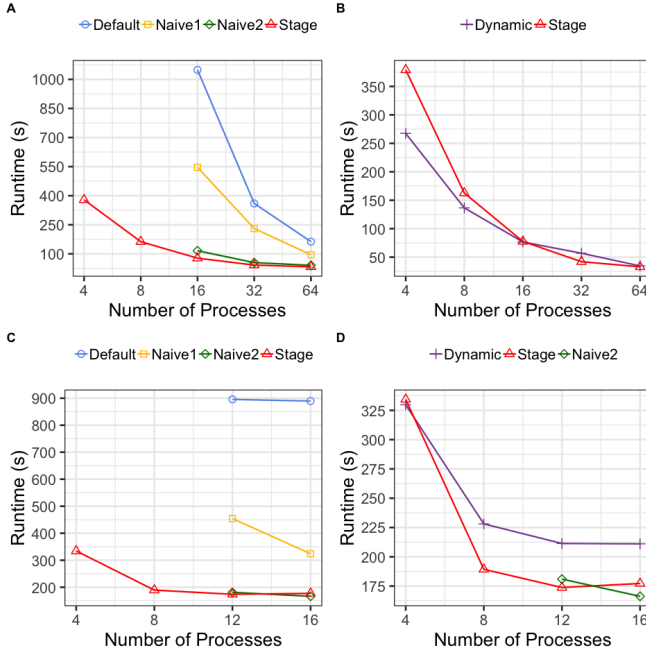 A
Default Naive1 Naive2 Stage
Runtime (s)
1000
850
700
550
400
250
100
4 8 16 32 64
Number of Processes
B
Dynamic Stage
Runtime (s)
350
300
250
200
150
100
50
4 8 16 32 64
Number of Processes
C
Default Naive1 Naive2 Stage
Runtime (s)
900
800
700
600
500
400
300
200
4 8 12 16
Number of Processes
D
Dynamic Stage Naive2
Runtime (s)
325
300
275
250
225
200
175
4 8 12 16
Number of Processes